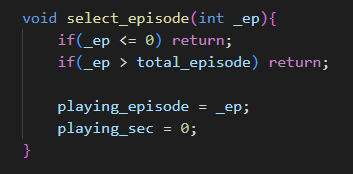 void select_episode(int _ep){
    if(_ep <= 0) return;
    if(_ep > total_episode) return;

    playing_episode = _ep;
    playing_sec = 0;
}